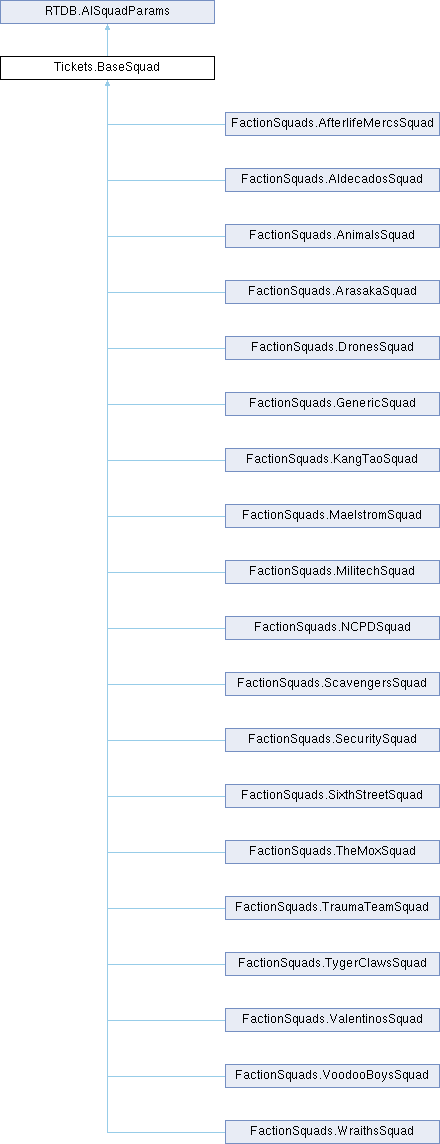 RTDB.AISquadParams
Tickets.BaseSquad
FactionSquads.AfterlifeMercsSquad
FactionSquads.AldecadosSquad
FactionSquads.AnimalsSquad
FactionSquads.ArasakaSquad
FactionSquads.DronesSquad
FactionSquads.GenericSquad
FactionSquads.KangTaoSquad
FactionSquads.MaelstromSquad
FactionSquads.MilitechSquad
FactionSquads.NCPDSquad
FactionSquads.ScavengersSquad
FactionSquads.SecuritySquad
FactionSquads.SixthStreetSquad
FactionSquads.TheMoxSquad
FactionSquads.TraumaTeamSquad
FactionSquads.TygerClawsSquad
FactionSquads.ValentinosSquad
FactionSquads.VoodooBoysSquad
FactionSquads.WraithsSquad